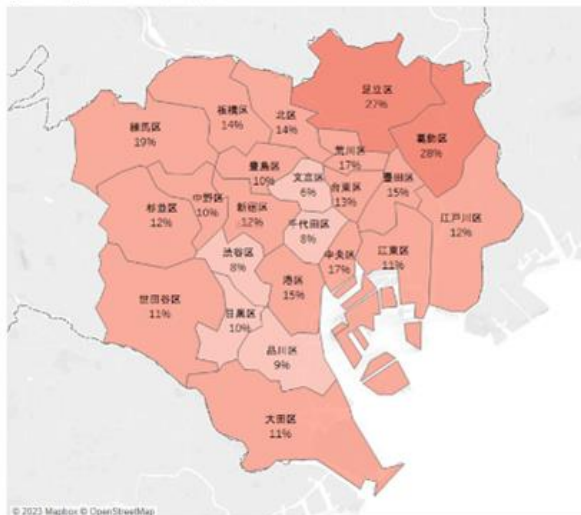 足立区
27%
葛飾区
28%
板橋区
14%
北区
14%
練馬区
19%
荒川区
17%
豊島区
10%
文京区
6%
台東区
13%
墨田区
15%
江戸川区
12%
中野区
10%
杉並区
12%
新宿区
12%
千代田区
8%
渋谷区
8%
中央区
17%
江東区
11%
港区
15%
世田谷区
11%
目黒区
10%
品川区
9%
大田区
11%
© 2023 Mapbox © OpenStreetMap